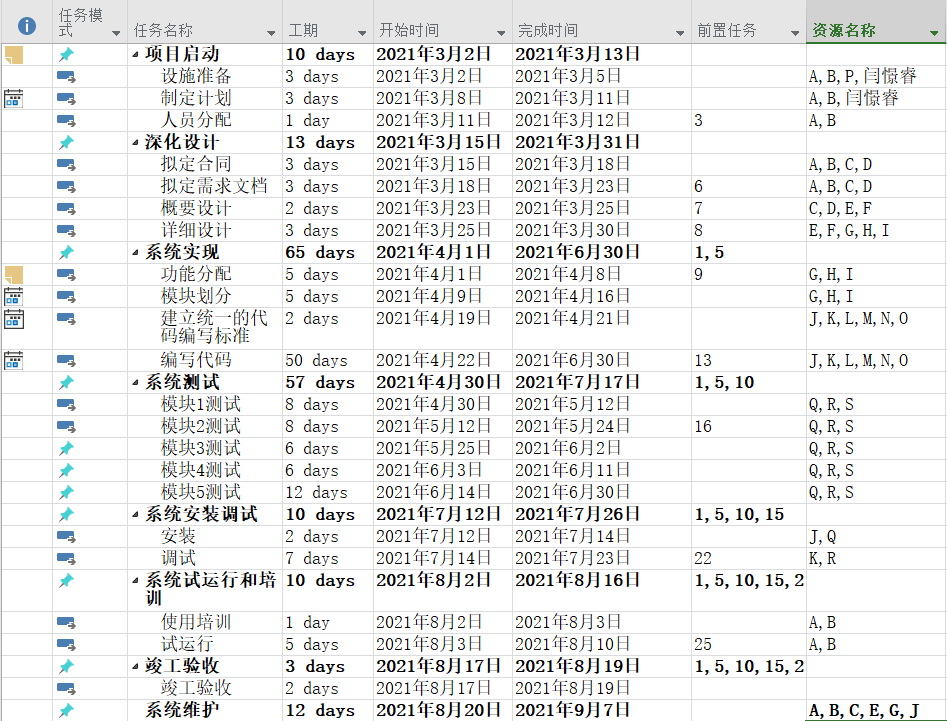 任务模式 任务名称 工期 开始时间 完成时间 前置任务 资源名称
项目启动 10 days 2021年3月2日 2021年3月13日
设施准备 3 days 2021年3月2日 2021年3月5日 A,B,P,闫憬睿
制定计划 3 days 2021年3月8日 2021年3月11日 A,B,闫憬睿
人员分配 1 day 2021年3月11日 2021年3月12日 3 A,B
深化设计 13 days 2021年3月15日 2021年3月31日
拟定合同 3 days 2021年3月15日 2021年3月18日 A,B,C,D
拟定需求文档 3 days 2021年3月18日 2021年3月23日 6 A,B,C,D
概要设计 2 days 2021年3月23日 2021年3月25日 7 C,D,E,F
详细设计 3 days 2021年3月25日 2021年3月30日 8 E,F,G,H,I
系统实现 65 days 2021年4月1日 2021年6月30日 1,5
功能分配 5 days 2021年4月1日 2021年4月8日 9 G,H,I
模块划分 5 days 2021年4月9日 2021年4月16日 G,H,I
建立统一的代 2 days 2021年4月19日 2021年4月21日 J,K,L,M,N,O
码编写标准
编写代码 50 days 2021年4月22日 2021年6月30日 13 J,K,L,M,N,O
系统测试 57 days 2021年4月30日 2021年7月17日 1,5,10
模块1测试 8 days 2021年4月30日 2021年5月12日 Q,R,S
模块2测试 8 days 2021年5月12日 2021年5月24日 16 Q,R,S
模块3测试 6 days 2021年5月25日 2021年6月2日 Q,R,S
模块4测试 6 days 2021年6月3日 2021年6月11日 Q,R,S
模块5测试 12 days 2021年6月14日 2021年6月30日 Q,R,S
系统安装调试 10 days 2021年7月12日 2021年7月26日 1,5,10,15
安装 2 days 2021年7月12日 2021年7月14日 J,Q
调试 7 days 2021年7月14日 2021年7月23日 22 K,R
系统试运行和培 10 days 2021年8月2日 2021年8月16日 1,5,10,15,2
训
使用培训 1 day 2021年8月2日 2021年8月3日 A,B
试运行 5 days 2021年8月3日 2021年8月10日 25 A,B
竣工验收 3 days 2021年8月17日 2021年8月19日 1,5,10,15,2
竣工验收 2 days 2021年8月17日 2021年8月19日
系统维护 12 days 2021年8月20日 2021年9月7日 A,B,C,E,G,J